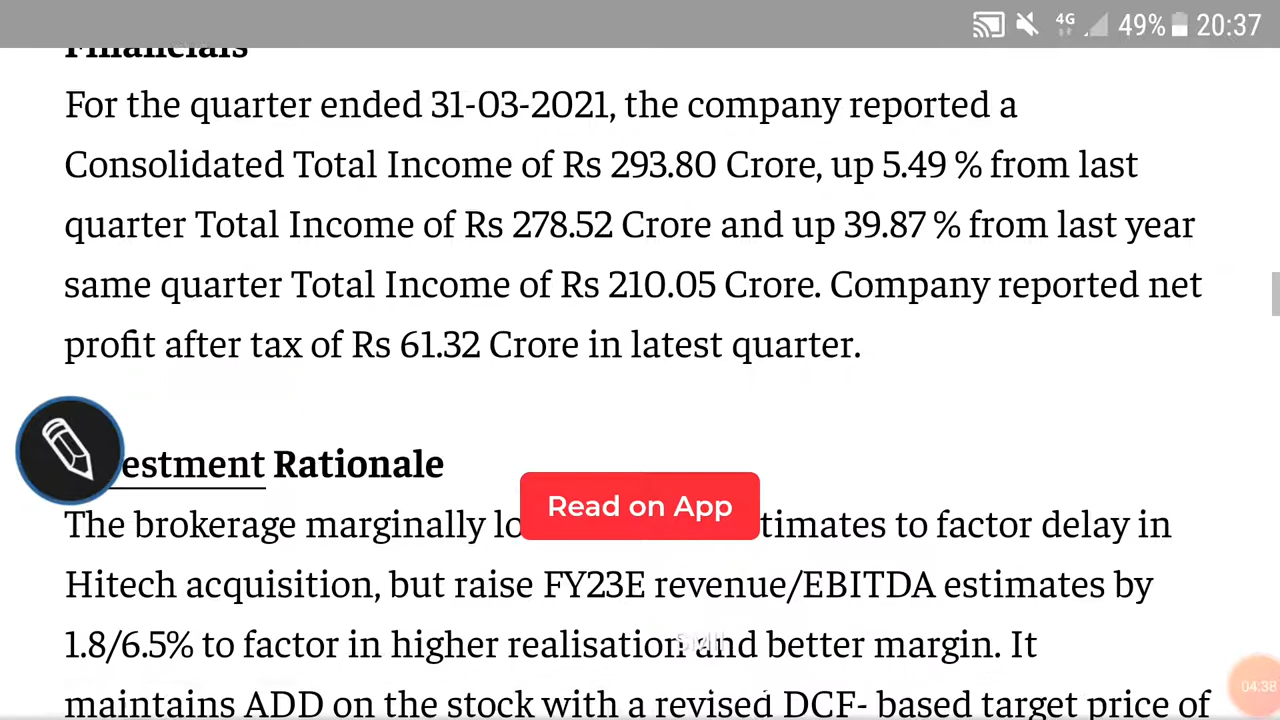 4G 49% 20:37
Financials
For the quarter ended 31-03-2021, the company reported a
Consolidated Total Income of Rs 293.80 Crore, up 5.49 % from last
quarter Total Income of Rs 278.52 Crore and up 39.87 % from last year
same quarter Total Income of Rs 210.05 Crore. Company reported net
profit after tax of Rs 61.32 Crore in latest quarter.
estment Rationale
Read on App
The brokerage marginally lo timates to factor delay in
Hitech acquisition, but raise FY23E revenue/EBITDA estimates by
1.8/6.5% to factor in higher realisation and better margin. It
maintains ADD on the stock with a revised DCF- based target price of
04:38